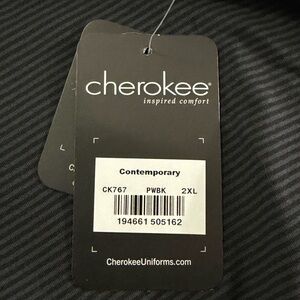 cherokee®
inspired comfort
Contemporary
CK767 PWBK 2XL
194661 505162
CherokeeUniforms.com